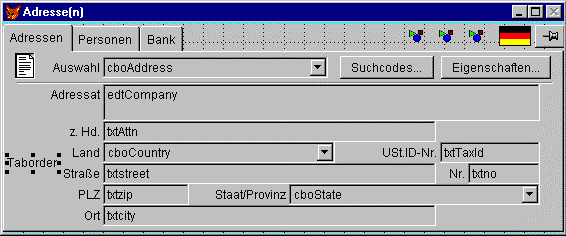 Adresse(n)
Adressen Personen Bank
Auswahl cboAddress Suchcodes... Eigenschaften...
Adressat edtCompany
z. Hd. txtAttn
Land cboCountry USt.ID-Nr. txtTaxId
Taborder
Straße txtstreet Nr. txtno
PLZ txtzip Staat/Provinz cboState
Ort txtcity